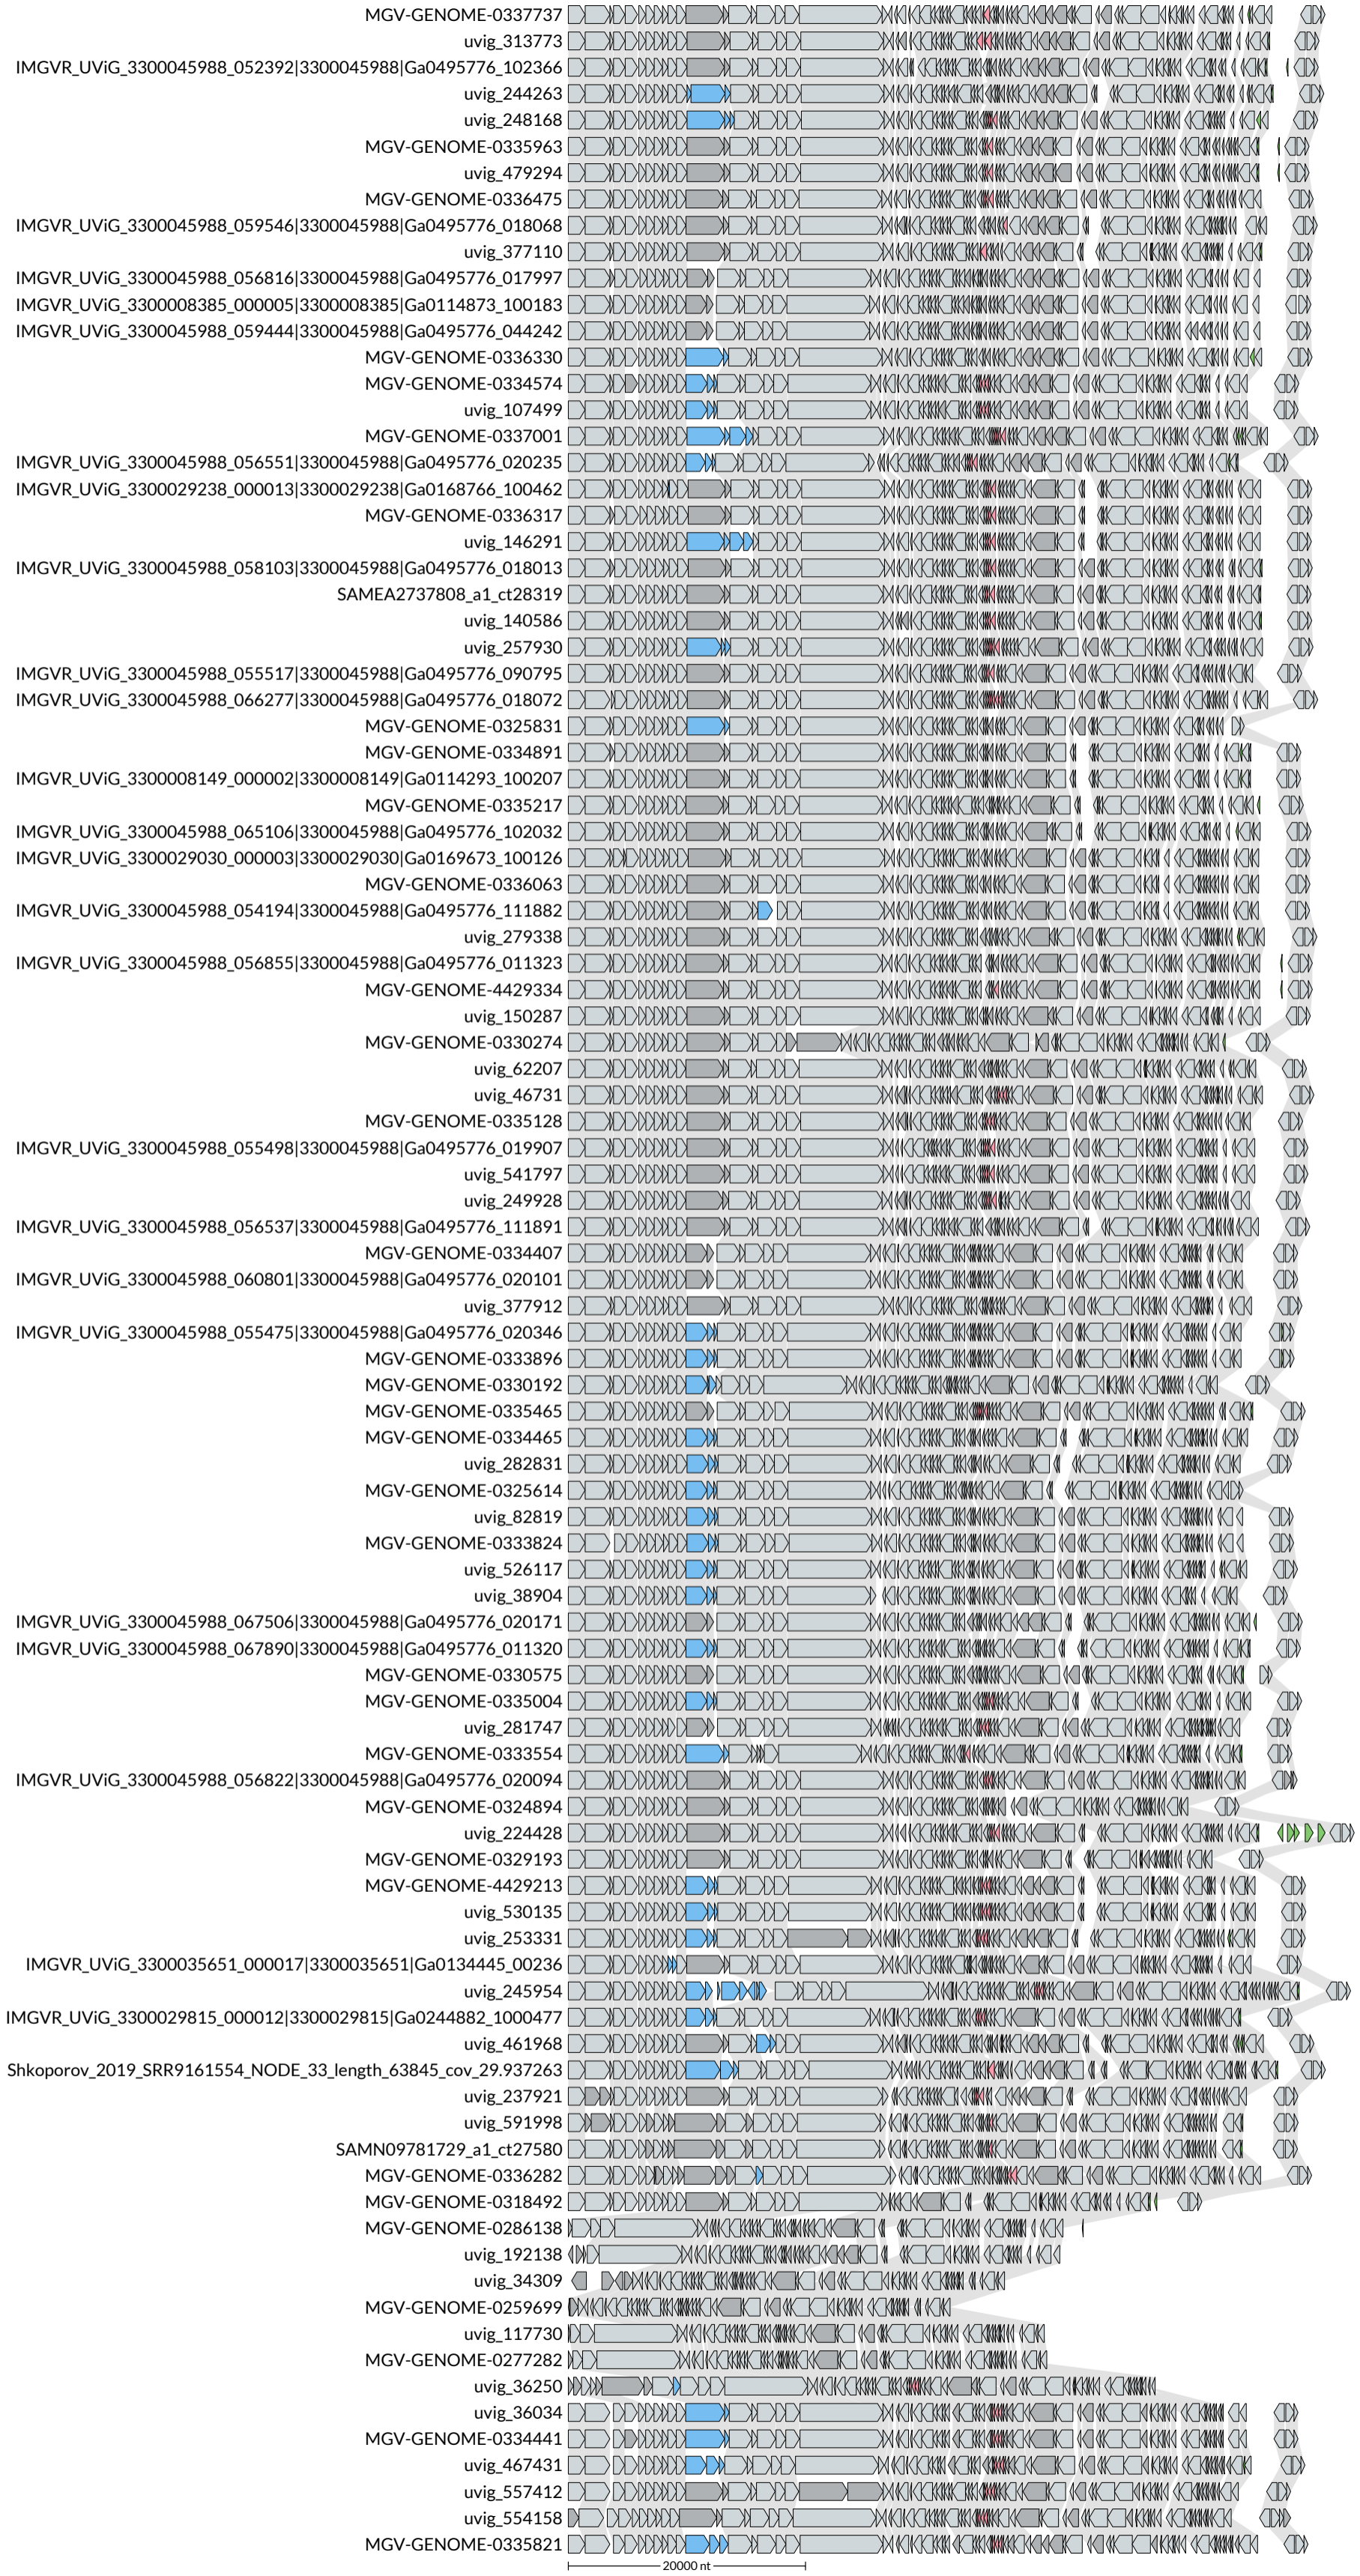 MGV-GENOME-0337737
uvig_313773
IMGVR_UViG_3300045988_052392|3300045988|Ga0495776_102366
uvig_244263
uvig_248168
MGV-GENOME-0335963
uvig_479294
MGV-GENOME-0336475
IMGVR_UViG_3300045988_059546|3300045988|Ga0495776_018068
uvig_377110
IMGVR_UViG_3300045988_056816|3300045988|Ga0495776_017997
IMGVR_UViG_3300008385_000005|3300008385|Ga0114873_100183
IMGVR_UViG_3300045988_059444|3300045988|Ga0495776_044242
MGV-GENOME-0336330
MGV-GENOME-0334574
uvig_107499
MGV-GENOME-0337001
IMGVR_UViG_3300045988_056551|3300045988|Ga0495776_020235
IMGVR_UViG_3300029238_000013|3300029238|Ga0168766_100462
MGV-GENOME-0336317
uvig_146291
IMGVR_UViG_3300045988_058103|3300045988|Ga0495776_018013
SAMEA2737808_a1_ct28319
uvig_140586
uvig_257930
IMGVR_UViG_3300045988_055517|3300045988|Ga0495776_090795
IMGVR_UViG_3300045988_066277|3300045988|Ga0495776_018072
MGV-GENOME-0325831
MGV-GENOME-0334891
IMGVR_UViG_3300008149_000002|3300008149|Ga0114293_100207
MGV-GENOME-0335217
IMGVR_UViG_3300045988_065106|3300045988|Ga0495776_102032
IMGVR_UViG_3300029030_000003|3300029030|Ga0169673_100126
MGV-GENOME-0336063
IMGVR_UViG_3300045988_054194|3300045988|Ga0495776_111882
uvig_279338
IMGVR_UViG_3300045988_056855|3300045988|Ga0495776_011323
MGV-GENOME-4429334
uvig_150287
MGV-GENOME-0330274
uvig_62207
uvig_46731
MGV-GENOME-0335128
IMGVR_UViG_3300045988_055498|3300045988|Ga0495776_019907
uvig_541797
uvig_249928
IMGVR_UViG_3300045988_056537|3300045988|Ga0495776_111891
MGV-GENOME-0334407
IMGVR_UViG_3300045988_060801|3300045988|Ga0495776_020101
uvig_377912
IMGVR_UViG_3300045988_055475|3300045988|Ga0495776_020346
MGV-GENOME-0333896
MGV-GENOME-0330192
MGV-GENOME-0335465
MGV-GENOME-0334465
uvig_282831
MGV-GENOME-0325614
uvig_82819
MGV-GENOME-0333824
uvig_526117
uvig_38904
IMGVR_UViG_3300045988_067506|3300045988|Ga0495776_020171
IMGVR_UViG_3300045988_067890|3300045988|Ga0495776_011320
MGV-GENOME-0330575
MGV-GENOME-0335004
uvig_281747
MGV-GENOME-0333554
IMGVR_UViG_3300045988_056822|3300045988|Ga0495776_020094
MGV-GENOME-0324894
uvig_224428
MGV-GENOME-0329193
MGV-GENOME-4429213
uvig_530135
uvig_253331
IMGVR_UViG_3300035651_000017|3300035651|Ga0134445_00236
uvig_245954
IMGVR_UViG_3300029815_000012|3300029815|Ga0244882_1000477
uvig_461968
Shkoporov_2019_SRR9161554_NODE_33_length_63845_cov_29.937263
uvig_237921
uvig_591998
SAMN09781729_a1_ct27580
MGV-GENOME-0336282
MGV-GENOME-0318492
MGV-GENOME-0286138
uvig_192138
uvig_34309
MGV-GENOME-0259699
uvig_117730
MGV-GENOME-0277282
uvig_36250
uvig_36034
MGV-GENOME-0334441
uvig_467431
uvig_557412
uvig_554158
MGV-GENOME-0335821
20000 nt